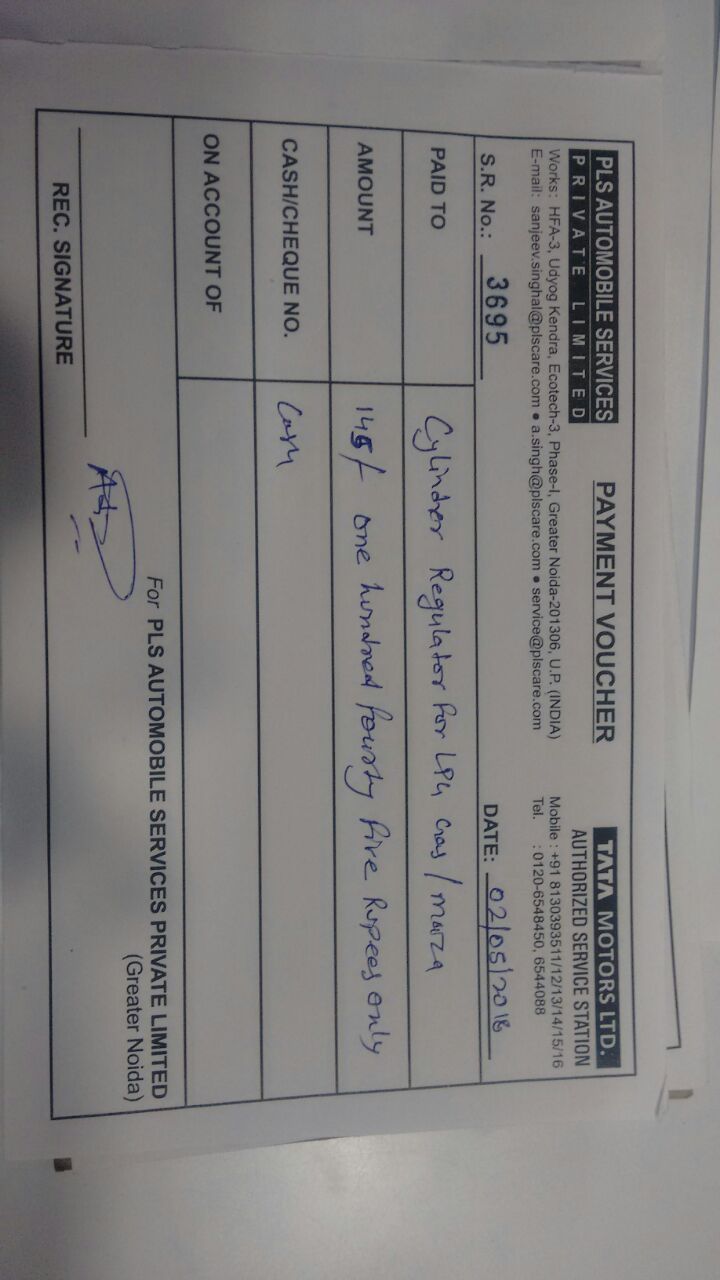 PLS AUTOMOBILE SERVICES
PRIVATE LIMITED
PAYMENT VOUCHER
TATA MOTORS LTD.
AUTHORIZED SERVICE STATION
Works : HFA-3, Udyog Kendra, Ecotech-3, Phase-I, Greater Noida-201306, U.P. (INDIA)
Mobile : +91 8130393511/12/13/14/15/16
E-mail: sanjeev.singhal@plscare.com • a.singh@plscare.com • service@plscare.com
Tel. : 0120-6548450, 6544088
S.R. No.: 3695
DATE: 02/05/2018
PAID TO Cylinder Regulator For LPG Gas /
AMOUNT 145/ one hundred fourty five Rupees only
CASH/CHEQUE NO. Cash
ON ACCOUNT OF
For PLS AUTOMOBILE SERVICES PRIVATE LIMITED
(Greater Noida)
REC. SIGNATURE